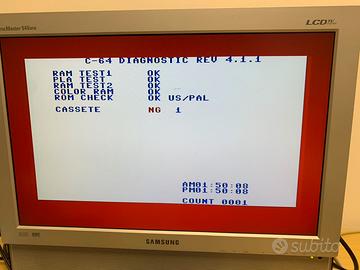 SyncMaster 940mw
LCD TV
C-64 DIAGNOSTIC REV 4.1.1
RAM TEST1 OK
PLA TEST OK
RAM TEST2 OK
COLOR RAM OK
ROM CHECK OK US/PAL
CASSETE NG 1
AM01:50:08
PM01:50:08
COUNT 0001
SAMSUNG
subito